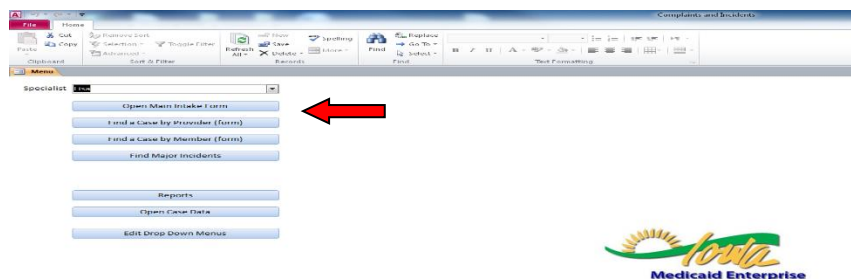 Complaints and Incidents
File Home
Cut
Copy
Paste
Clipboard
Remove Sort
Selection
Advanced
Toggle Filter
Sort & Filter
Refresh All
New
Save
Delete
Spelling
More
Records
Find
Replace
Go To
Select
Find
B I U A
Text Formatting
Menu
Specialist Lisa
Open Main Intake Form
Find a Case by Provider (form)
Find a Case by Member (form)
Find Major Incidents
Reports
Open Case Data
Edit Drop Down Menus
Iowa
Medicaid Enterprise